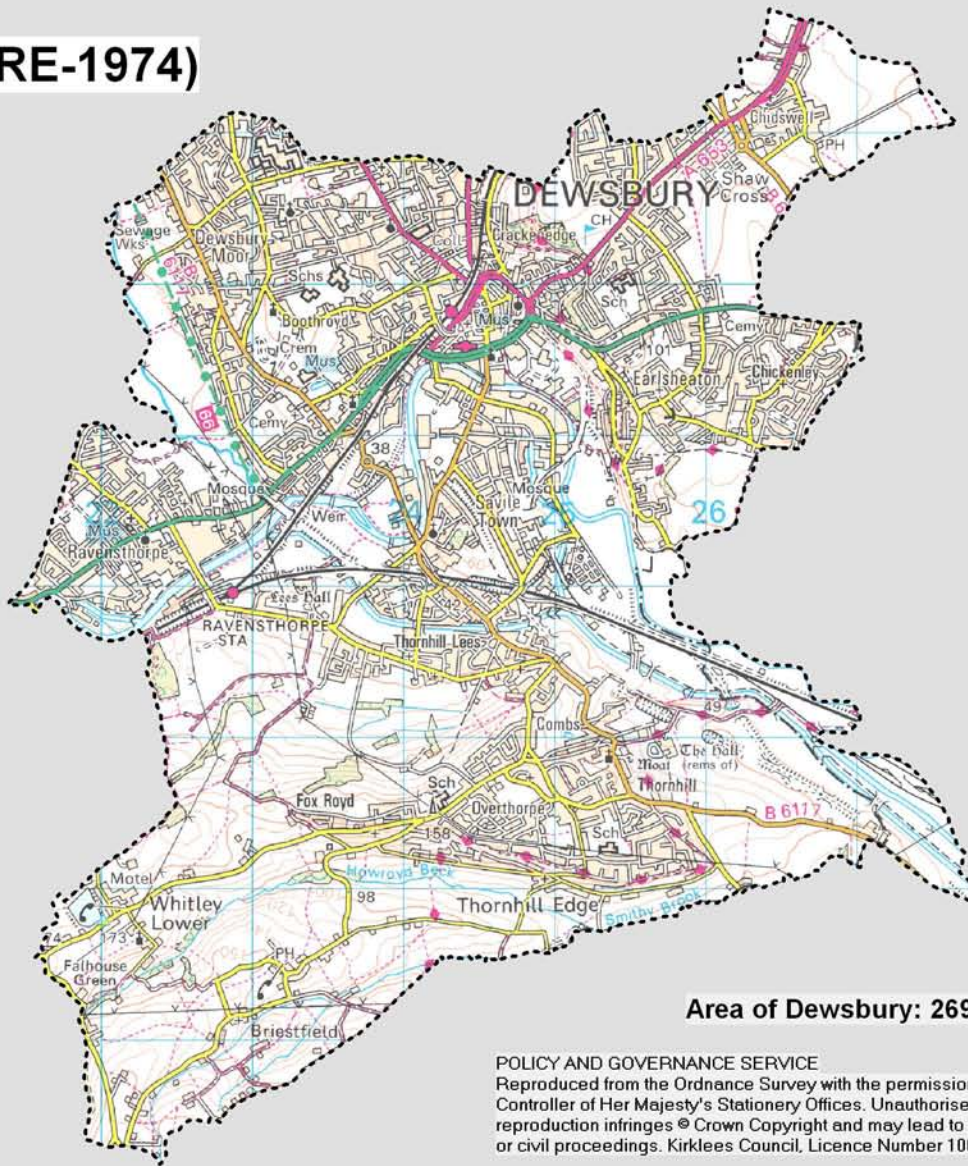 RE-1974)
Chidswell
PH
A 653
Shaw
Cross
B 6
DEWSBURY
CH
Crackenedge
Coll
Sewage
Wks
Dewsbury
Moor
Schs
Sch
Boothroyd
Mus
Crem
Mus
Cemy
101
Earlsheaton
Chickenley
66
Cemy
38
Mosque
Mosque
Savile
Town
Weir
24
25
26
Mus
Ravensthorpe
Lees Hall
RAVENSTHORPE
STA
42
Thornhill Lees
49
Combs
The Hall
Moat (rems of)
Thornhill
Sch
Fox Royd
Overthorpe
B 6117
158
Sch
Motel
Howroyd Beck
98
Whitley
Lower
Thornhill Edge
Smithy Brook
173
Falhouse
Green
PH
Briestfield
Area of Dewsbury: 269
POLICY AND GOVERNANCE SERVICE
Reproduced from the Ordnance Survey with the permission
Controller of Her Majesty's Stationery Offices. Unauthorise
reproduction infringes © Crown Copyright and may lead to
or civil proceedings. Kirklees Council, Licence Number 10